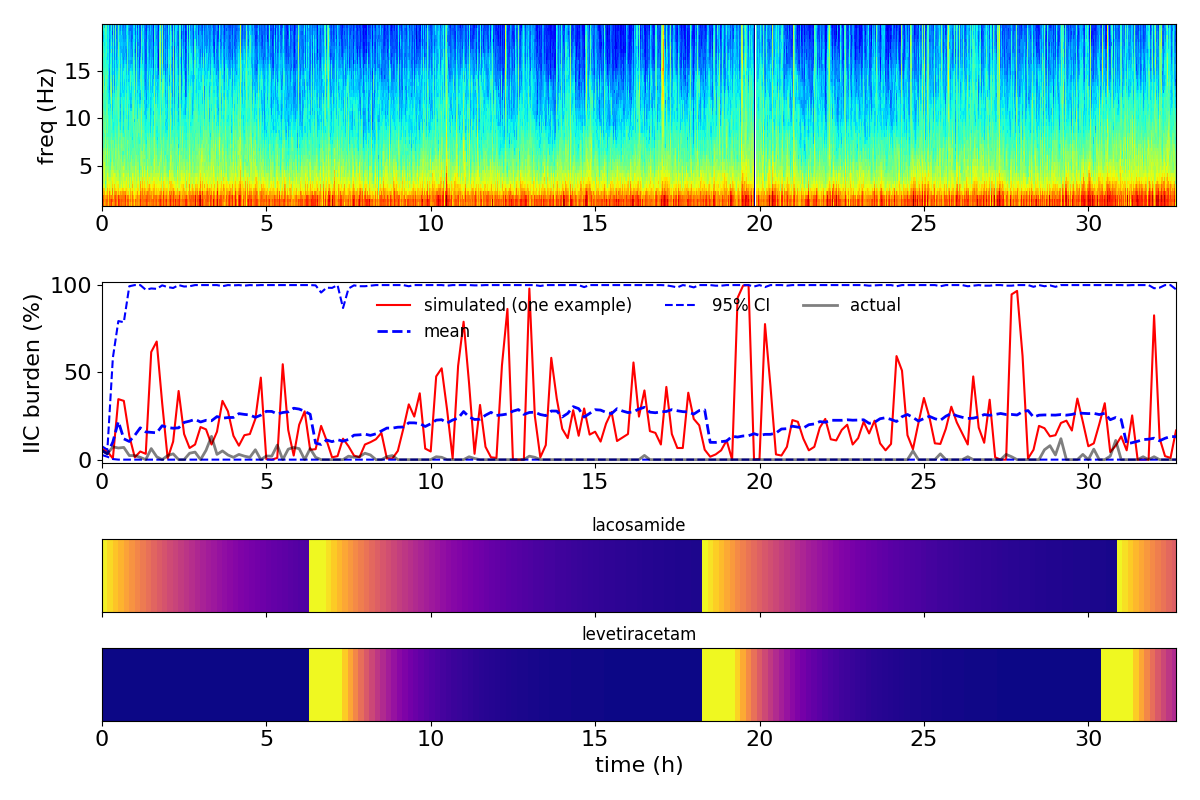 freq (Hz)
15
10
5
0 5 10 15 20 25 30
IIC burden (%)
100
50
0
simulated (one example) 95% CI actual
mean
0 5 10 15 20 25 30
lacosamide
levetiracetam
0 5 10 15 20 25 30
time (h)